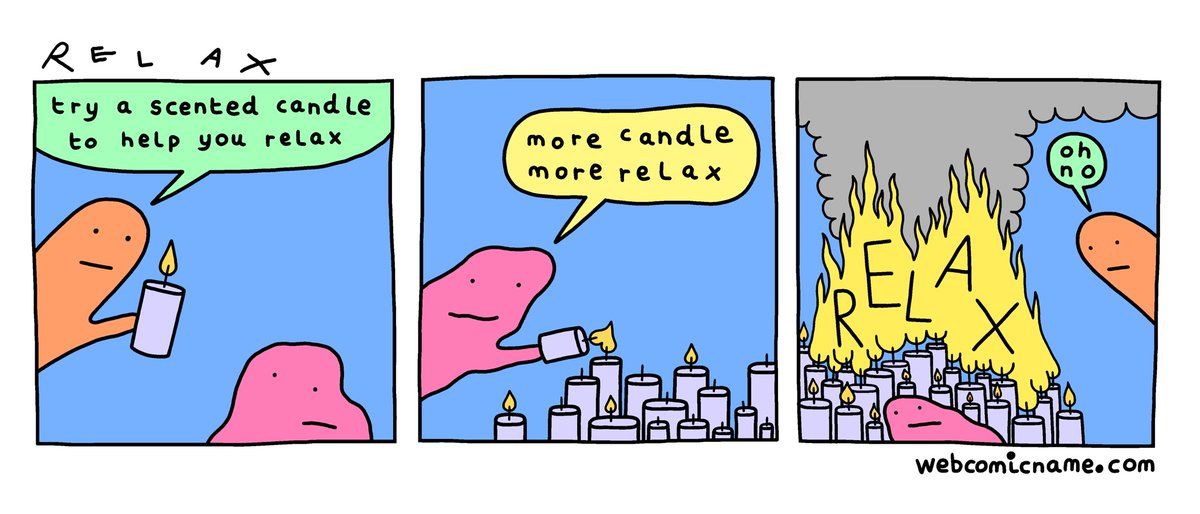 RELAX
try a scented candle
to help you relax
more candle
more relax
RELAX
oh
no
webcomicname.com